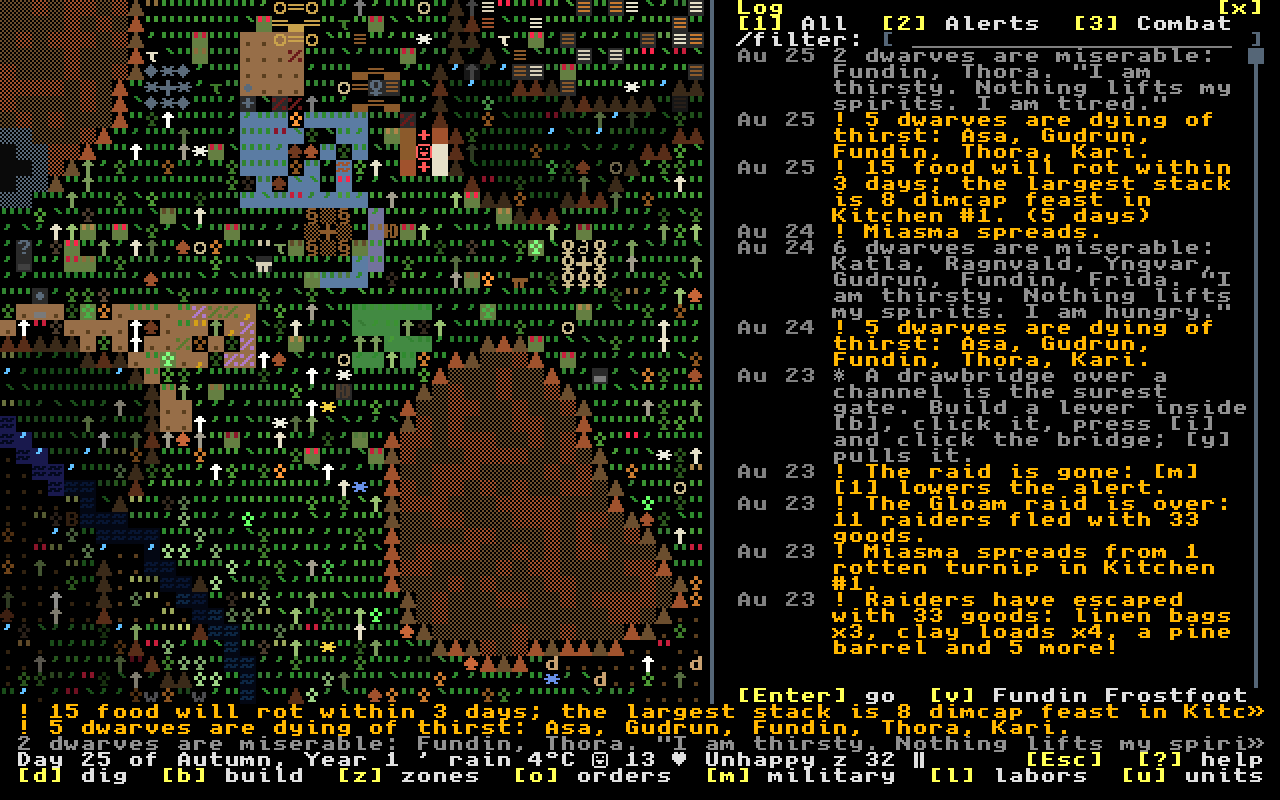 Log [x]
[1] All [2] Alerts [3] Combat
/filter: [ ]
Au 25 2 dwarves are miserable:
Fundin, Thora. "I am
thirsty. Nothing lifts my
spirits. I am tired."
Au 25 ! 5 dwarves are dying of
thirst: Asa, Gudrun,
Fundin, Thora, Kari.
Au 25 ! 15 food will rot within
3 days; the largest stack
is 8 dimcap feast in
Kitchen #1. (5 days)
Au 24 ! Miasma spreads.
Au 24 6 dwarves are miserable:
Katla, Ragnvald, Yngvar,
Gudrun, Fundin, Frida. "I
am thirsty. Nothing lifts
my spirits. I am hungry."
Au 24 ! 5 dwarves are dying of
thirst: Asa, Gudrun,
Fundin, Thora, Kari.
Au 23 * A drawbridge over a
channel is the surest
gate. Build a lever inside
[b], click it, press [i]
and click the bridge; [y]
pulls it.
Au 23 ! The raid is gone: [m]
[1] lowers the alert.
Au 23 ! The Gloam raid is over:
11 raiders fled with 33
goods.
Au 23 ! Miasma spreads from 1
rotten turnip in Kitchen
#1.
Au 23 ! Raiders have escaped
with 33 goods: linen bags
x3, clay loads x4, a pine
barrel and 5 more!
[Enter] go [v] Fundin Frostfoot
! 15 food will rot within 3 days; the largest stack is 8 dimcap feast in Kitc»
! 5 dwarves are dying of thirst: Asa, Gudrun, Fundin, Thora, Kari.
2 dwarves are miserable: Fundin, Thora. "I am thirsty. Nothing lifts my spiri»
Day 25 of Autumn, Year 1 ' rain 4°C ☺ 13 ♥ Unhappy z 32 ‖ [Esc] [?] help
[d] dig [b] build [z] zones [o] orders [m] military [l] labors [u] units